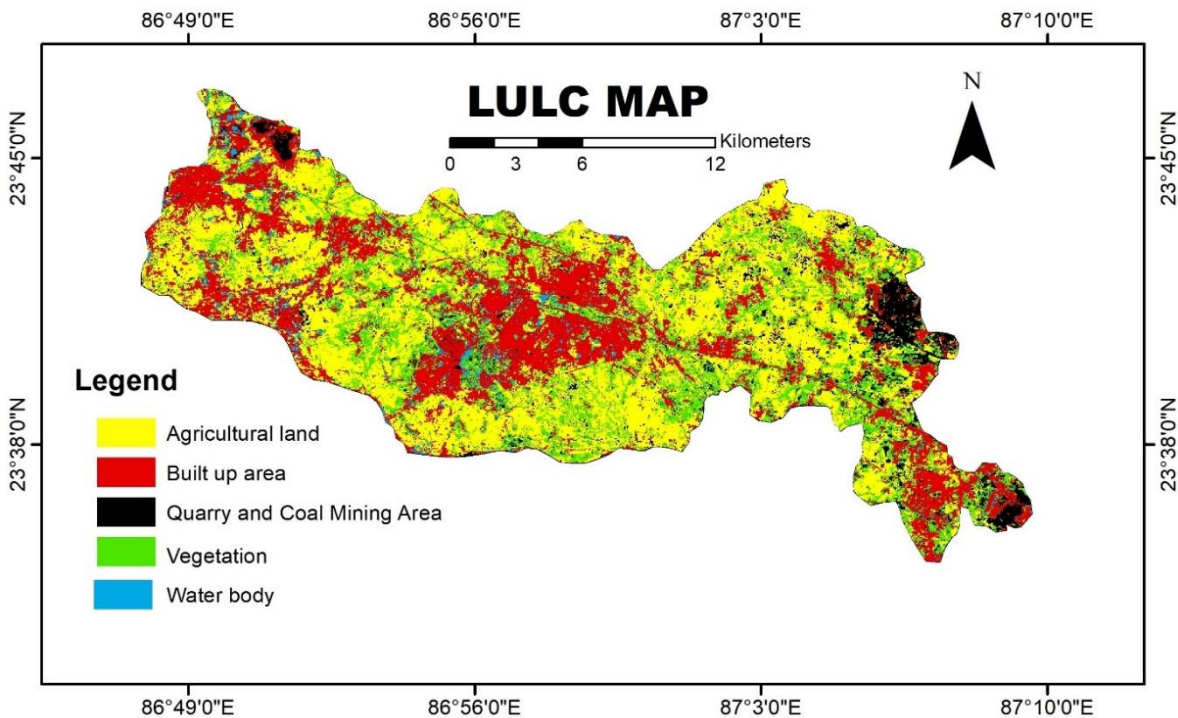 86°49'0"E 86°56'0"E 87°3'0"E 87°10'0"E
LULC MAP
N
Kilometers
0 3 6 12
23°45'0"N 23°45'0"N
Legend
Agricultural land
Built up area
Quarry and Coal Mining Area
Vegetation
Water body
23°38'0"N 23°38'0"N
86°49'0"E 86°56'0"E 87°3'0"E 87°10'0"E